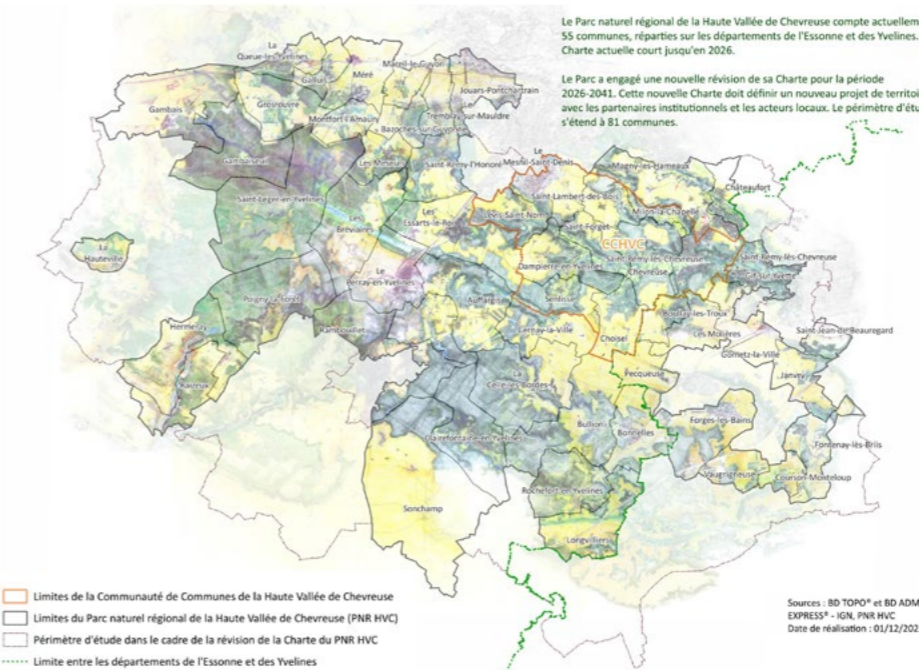 Le Parc naturel régional de la Haute Vallée de Chevreuse compte actuellem
55 communes, réparties sur les départements de l'Essonne et des Yvelines.
Charte actuelle court jusqu'en 2026.
Le Parc a engagé une nouvelle révision de sa Charte pour la période
2026-2041. Cette nouvelle Charte doit définir un nouveau projet de territoi
avec les partenaires institutionnels et les acteurs locaux. Le périmètre d'étu
s'étend à 81 communes.
La
Queue-les-Yvelines
Galluis
Méré
Mareil-le-Guyon
Jouars-Pontchartrain
Gambais
Grosrouvre
Montfort-l'Amaury
Le
Tremblay-sur-Mauldre
Bazoches-sur-Guyonne
Gambaiseuil
Les Mesnuls
Saint-Rémy-l'Honoré
Le
Mesnil-Saint-Denis
Magny-les-Hameaux
Châteaufort
Saint-Léger-en-Yvelines
Saint-Lambert-des-Bois
Milon-la-Chapelle
Les
Bréviaires
Les
Essarts-le-Roi
Lévis-Saint-Nom
Saint-Forget
CCHVC
La
Hauteville
Le
Perray-en-Yvelines
Dampierre-en-Yvelines
Saint-Rémy-lès-Chevreuse
Chevreuse
Saint-Rémy-lès-Chevreuse
Gif-sur-Yvette
Auffargis
Senlisse
Poigny-la-Forêt
Hermeray
Rambouillet
Cernay-la-Ville
Choisel
Boullay-les-Troux
Les Molières
Saint-Jean-de-Beauregard
Gometz-la-Ville
Janvry
Raizeux
La
Celle-les-Bordes
Pecqueuse
Bullion
Bonnelles
Forges-les-Bains
Fontenay-lès-Briis
Clairefontaine-en-Yvelines
Vaugrigneuse
Courson-Monteloup
Rochefort-en-Yvelines
Sonchamp
Longvilliers
Limites de la Communauté de Communes de la Haute Vallée de Chevreuse
Limites du Parc naturel régional de la Haute Vallée de Chevreuse (PNR HVC)
Périmètre d'étude dans le cadre de la révision de la Charte du PNR HVC
Limite entre les départements de l'Essonne et des Yvelines
Sources : BD TOPO® et BD ADM
EXPRESS® - IGN, PNR HVC
Date de réalisation : 01/12/202